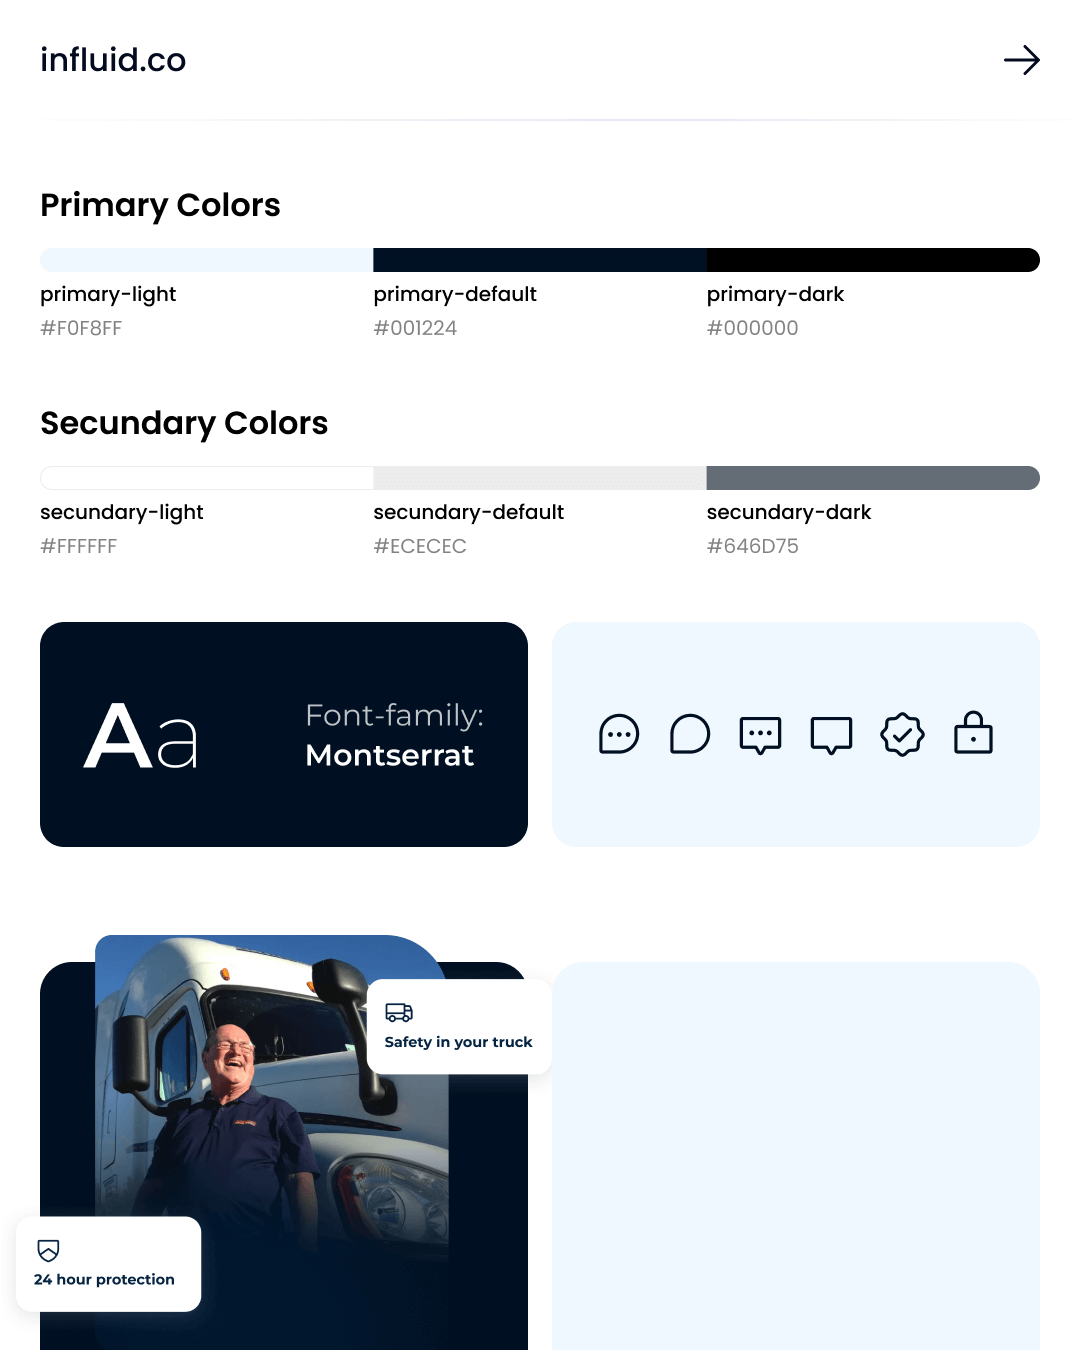 influid.co
Primary Colors
primary-light
primary-default
primary-dark
#F0F8FF
#001224
#000000
Secundary Colors
secundary-light
secundary-default
secundary-dark
#FFFFFF
#ECECEC
#646D75
Aa
Font-family:
Montserrat
Safety in your truck
24 hour protection